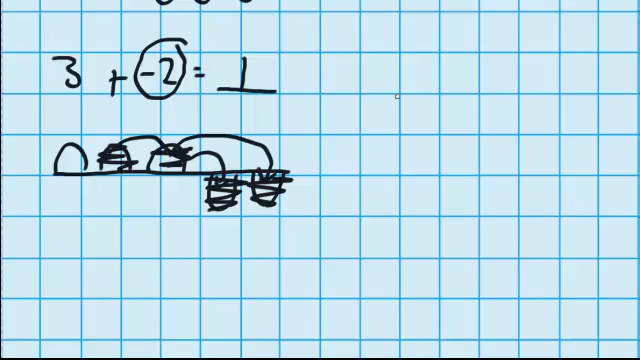 3 + -2 = 1